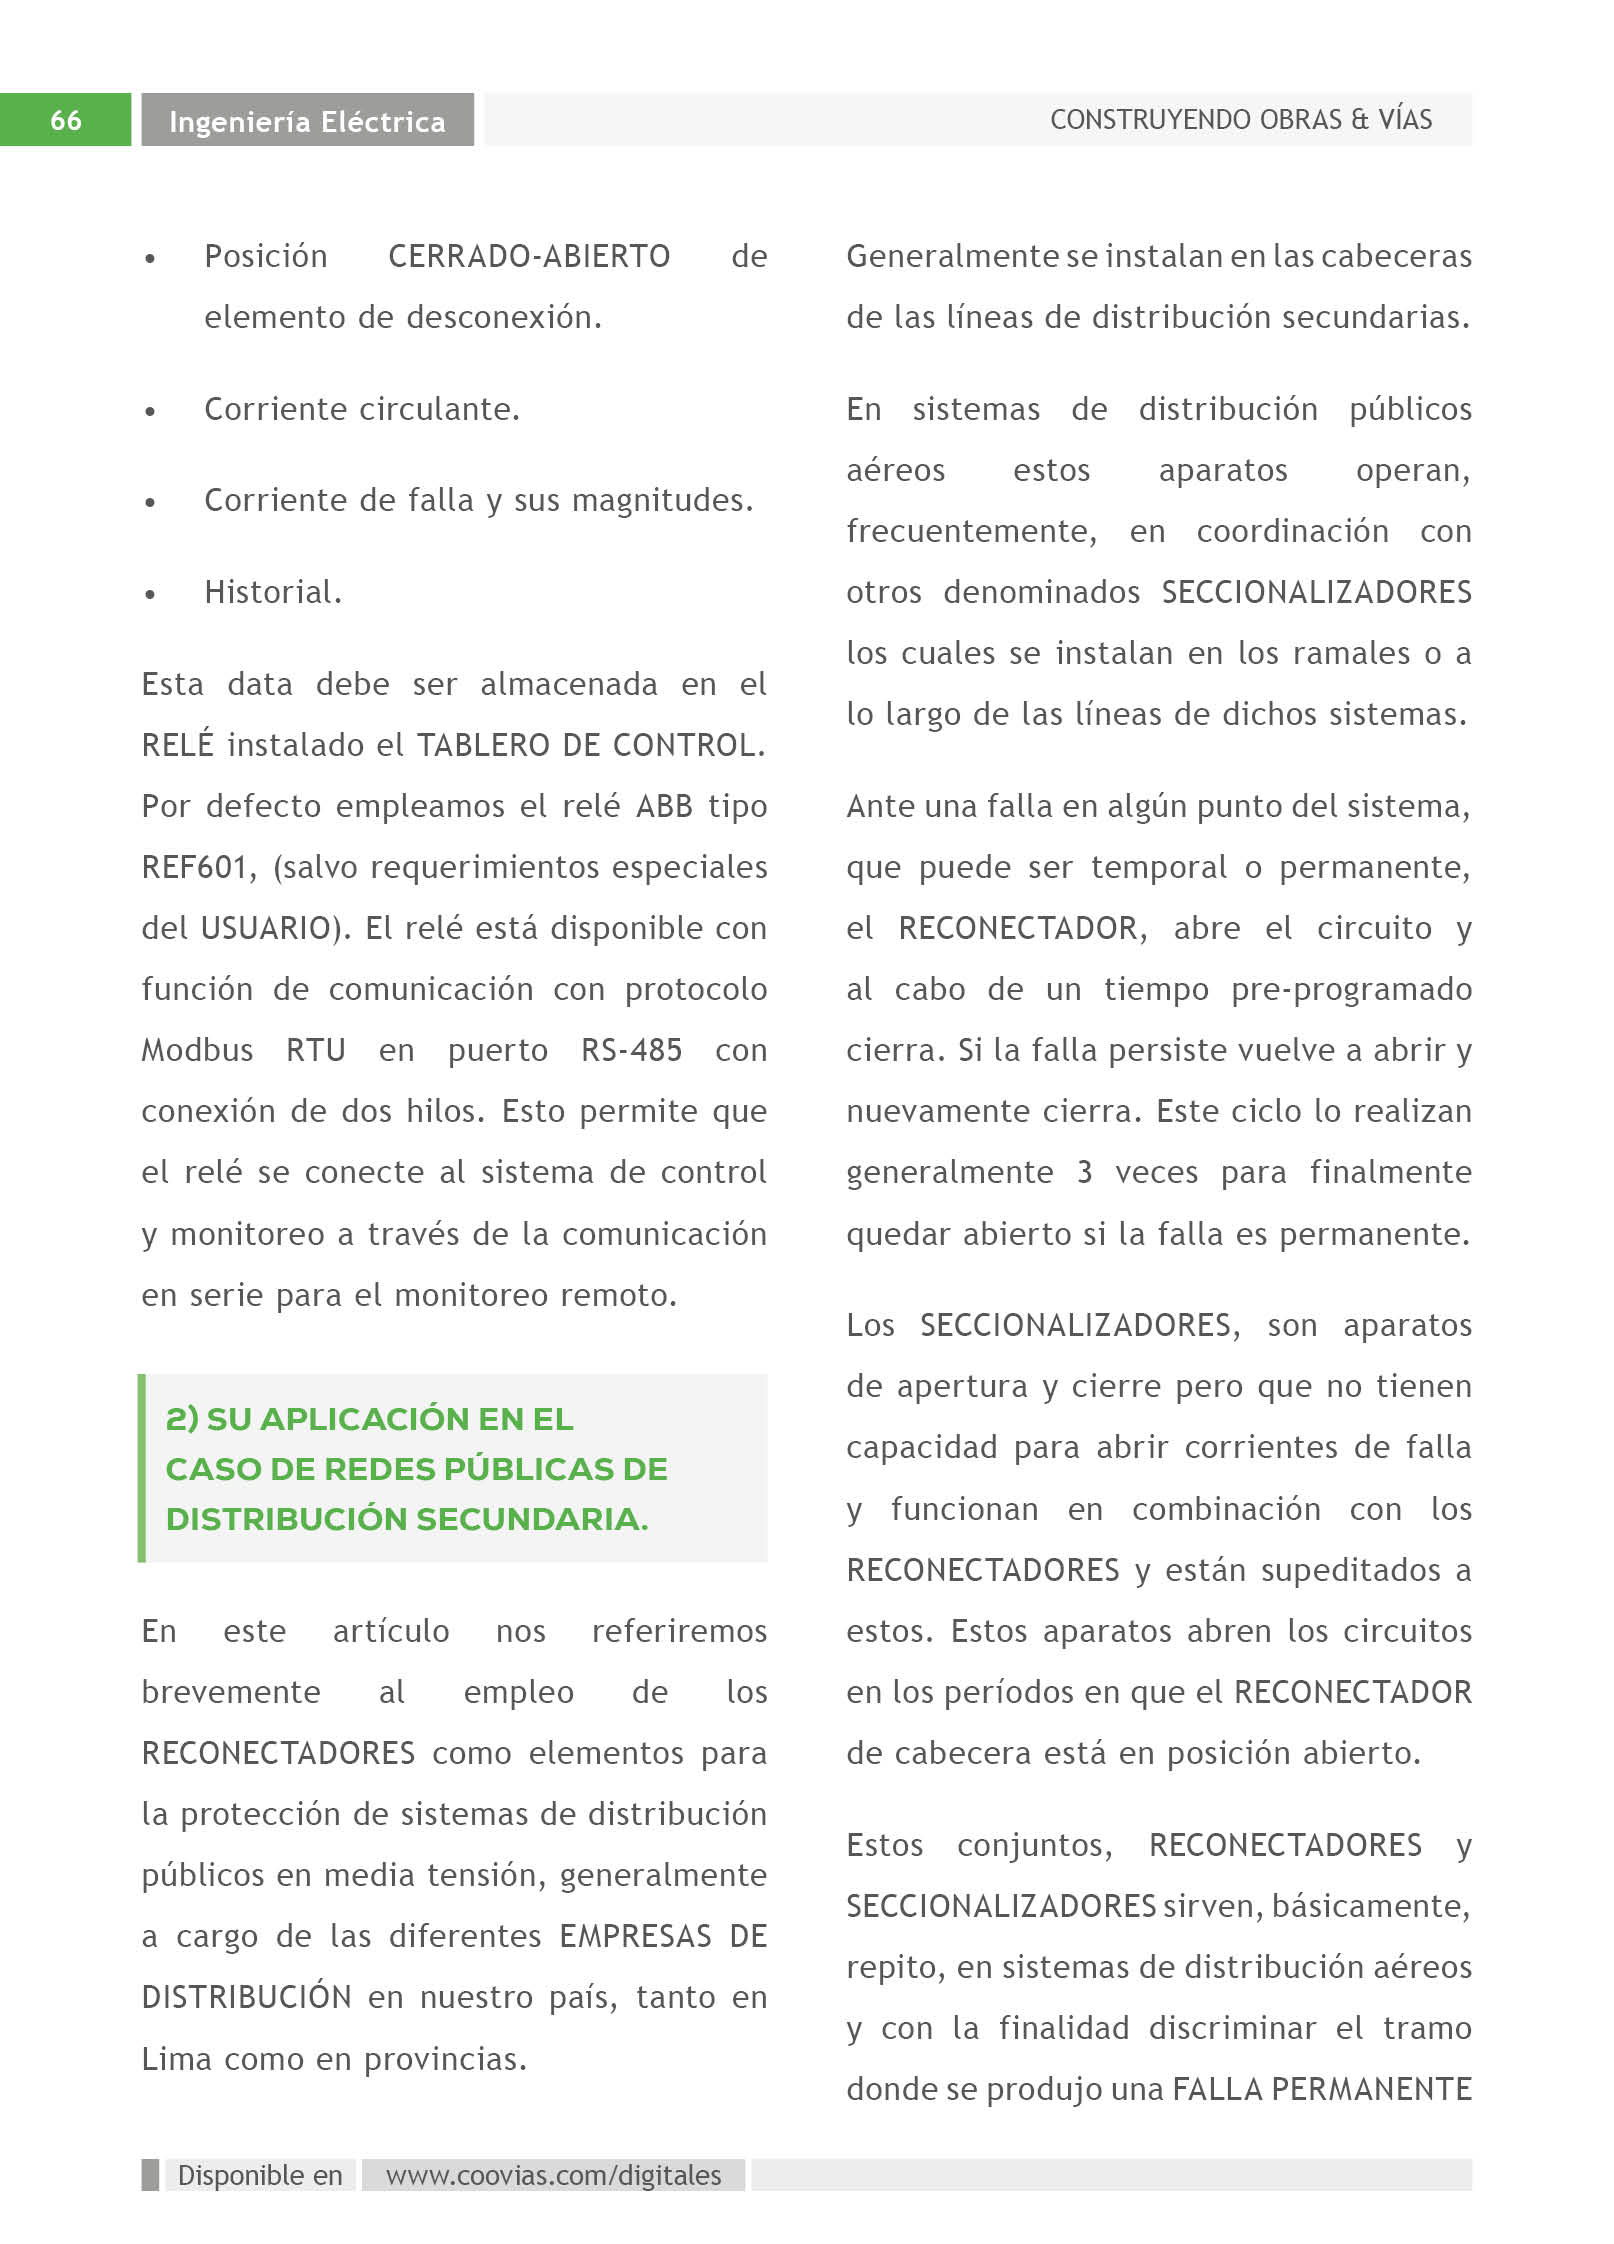 66
Ingeniería Eléctrica
CONSTRUYENDO OBRAS & VÍAS
• Posición CERRADO-ABIERTO de
elemento de desconexión.
• Corriente circulante.
• Corriente de falla y sus magnitudes.
• Historial.
Esta data debe ser almacenada en el
RELÉ instalado el TABLERO DE CONTROL.
Por defecto empleamos el relé ABB tipo
REF601, (salvo requerimientos especiales
del USUARIO). El relé está disponible con
función de comunicación con protocolo
Modbus RTU en puerto RS-485 con
conexión de dos hilos. Esto permite que
el relé se conecte al sistema de control
y monitoreo a través de la comunicación
en serie para el monitoreo remoto.
2) SU APLICACIÓN EN EL
CASO DE REDES PÚBLICAS DE
DISTRIBUCIÓN SECUNDARIA.
En este artículo nos referiremos
brevemente al empleo de los
RECONECTADORES como elementos para
la protección de sistemas de distribución
públicos en media tensión, generalmente
a cargo de las diferentes EMPRESAS DE
DISTRIBUCIÓN en nuestro país, tanto en
Lima como en provincias.
Generalmente se instalan en las cabeceras
de las líneas de distribución secundarias.
En sistemas de distribución públicos
aéreos estos aparatos operan,
frecuentemente, en coordinación con
otros denominados SECCIONALIZADORES
los cuales se instalan en los ramales o a
lo largo de las líneas de dichos sistemas.
Ante una falla en algún punto del sistema,
que puede ser temporal o permanente,
el RECONECTADOR, abre el circuito y
al cabo de un tiempo pre-programado
cierra. Si la falla persiste vuelve a abrir y
nuevamente cierra. Este ciclo lo realizan
generalmente 3 veces para finalmente
quedar abierto si la falla es permanente.
Los SECCIONALIZADORES, son aparatos
de apertura y cierre pero que no tienen
capacidad para abrir corrientes de falla
y funcionan en combinación con los
RECONECTADORES y están supeditados a
estos. Estos aparatos abren los circuitos
en los períodos en que el RECONECTADOR
de cabecera está en posición abierto.
Estos conjuntos, RECONECTADORES y
SECCIONALIZADORES sirven, básicamente,
repito, en sistemas de distribución aéreos
y con la finalidad discriminar el tramo
donde se produjo una FALLA PERMANENTE
Disponible en www.coovias.com/digitales